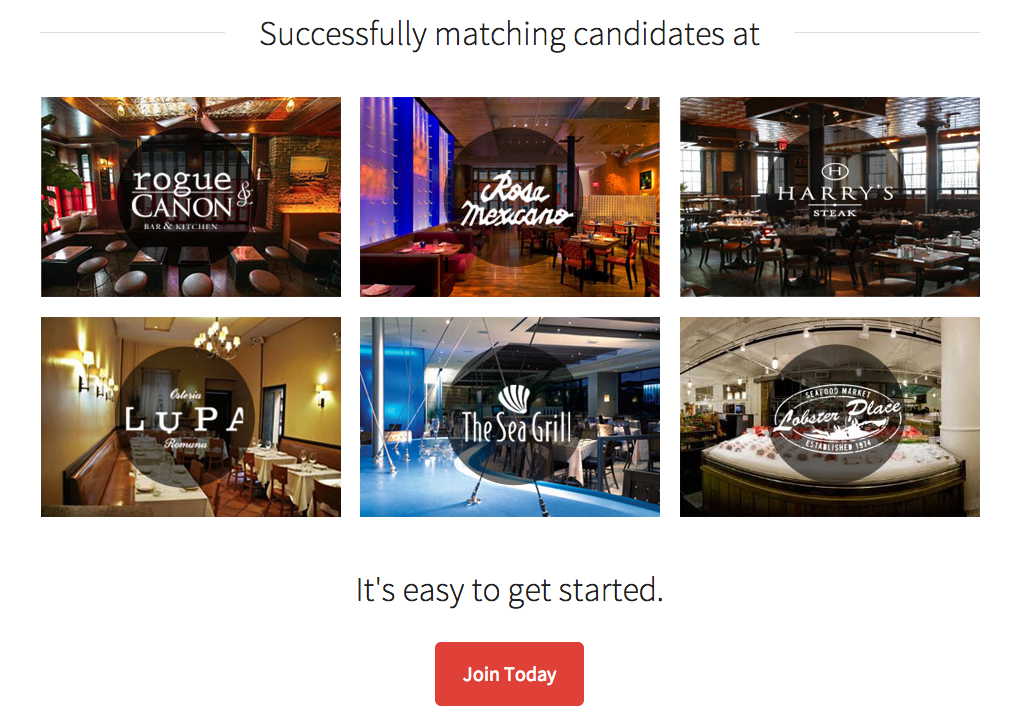 Successfully matching candidates at
rogue &
CANON
BAR & KITCHEN
Rosa
Mexicano
H
HARRY'S
STEAK
Osteria
LUPA
Romana
The Sea Grill
SEAFOOD MARKET
Lobster Place
ESTABLISHED 1974
It's easy to get started.
Join Today